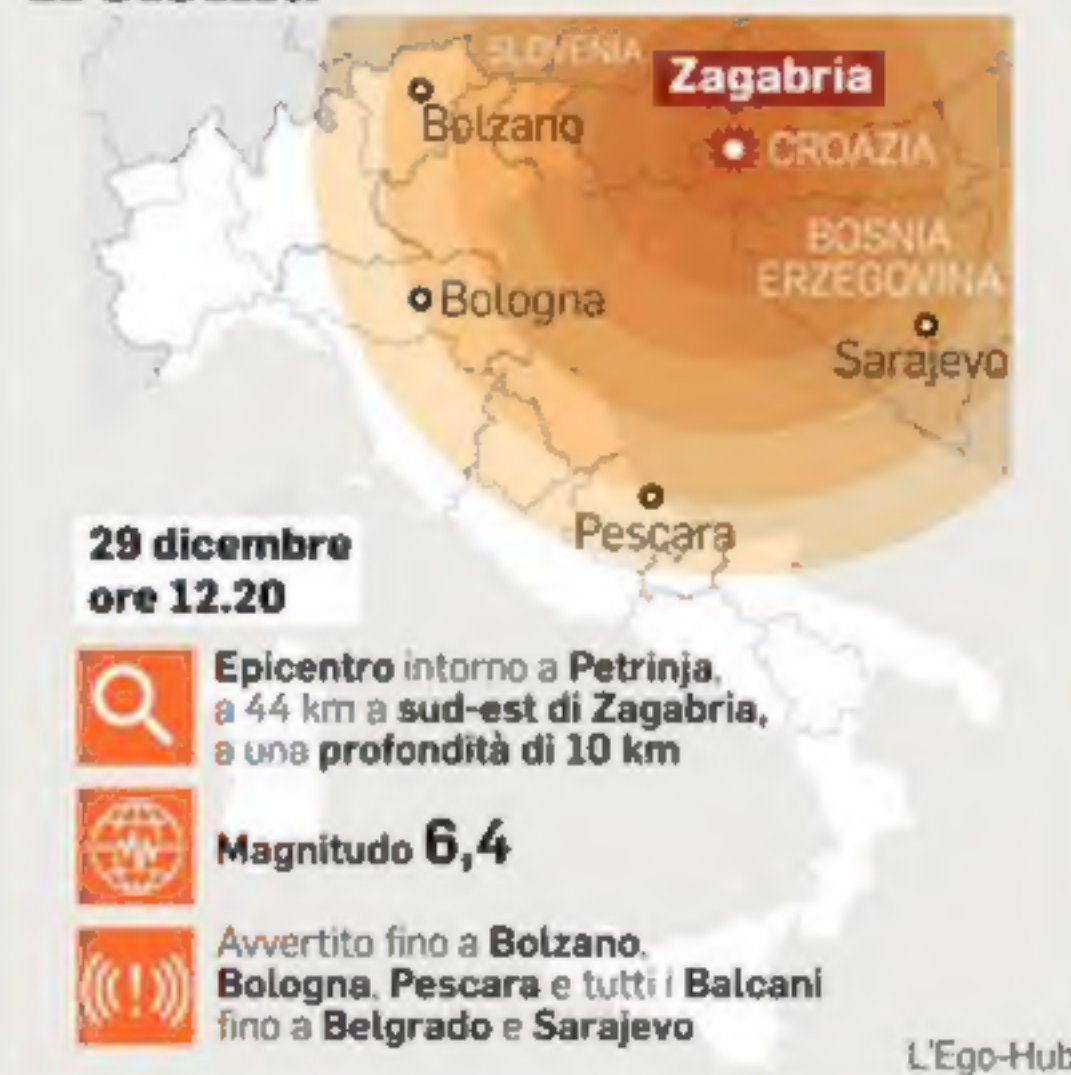 SLOVENIA
Zagabria
Bolzano
CROAZIA
BOSNIA
ERZEGOVINA
Bologna
Sarajevo
Pescara
29 dicembre
ore 12.20
Epicentro intorno a Petrinja,
a 44 km a sud-est di Zagabria,
a una profondità di 10 km
Magnitudo 6,4
Avvertito fino a Bolzano,
Bologna, Pescara e tutti i Balcani
fino a Belgrado e Sarajevo
L'Ego-Hub